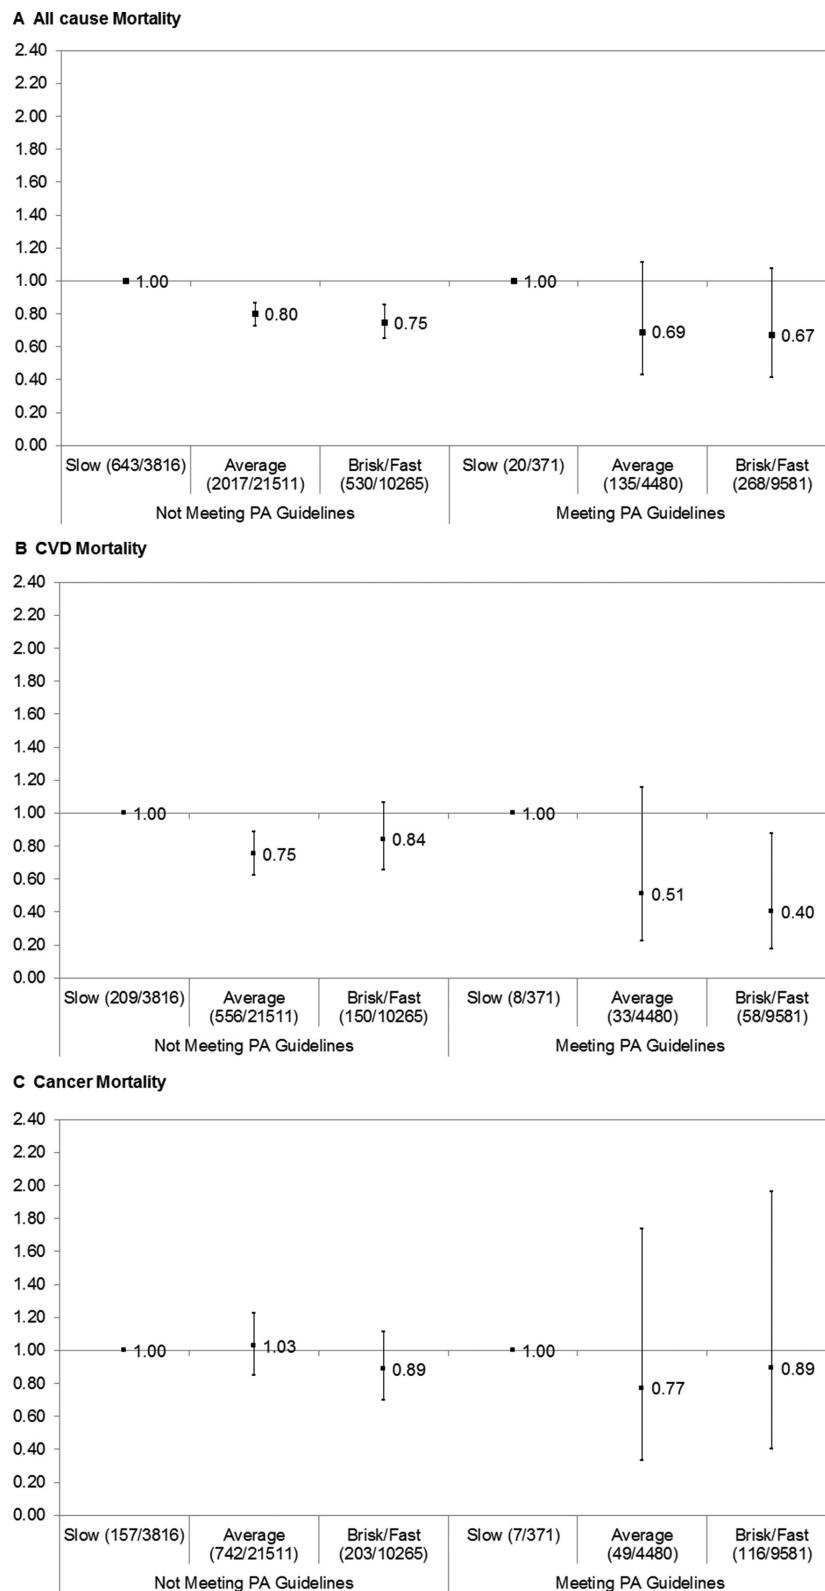 A All cause Mortality
2.40
2.20
2.00
1.80
1.60
1.40
1.20
1.00
0.80
0.60
0.40
0.20
0.00
1.00
0.80
0.75
1.00
0.69
0.67
Slow (643/3816)
Average
(2017/21511)
Brisk/Fast
(530/10265)
Slow (20/371)
Average
(135/4480)
Brisk/Fast
(268/9581)
Not Meeting PA Guidelines
Meeting PA Guidelines
B CVD Mortality
2.40
2.20
2.00
1.80
1.60
1.40
1.20
1.00
0.80
0.60
0.40
0.20
0.00
1.00
0.75
0.84
1.00
0.51
0.40
Slow (209/3816)
Average
(556/21511)
Brisk/Fast
(150/10265)
Slow (8/371)
Average
(33/4480)
Brisk/Fast
(58/9581)
Not Meeting PA Guidelines
Meeting PA Guidelines
C Cancer Mortality
2.40
2.20
2.00
1.80
1.60
1.40
1.20
1.00
0.80
0.60
0.40
0.20
0.00
1.00
1.03
0.89
1.00
0.77
0.89
Slow (157/3816)
Average
(742/21511)
Brisk/Fast
(203/10265)
Slow (7/371)
Average
(49/4480)
Brisk/Fast
(116/9581)
Not Meeting PA Guidelines
Meeting PA Guidelines